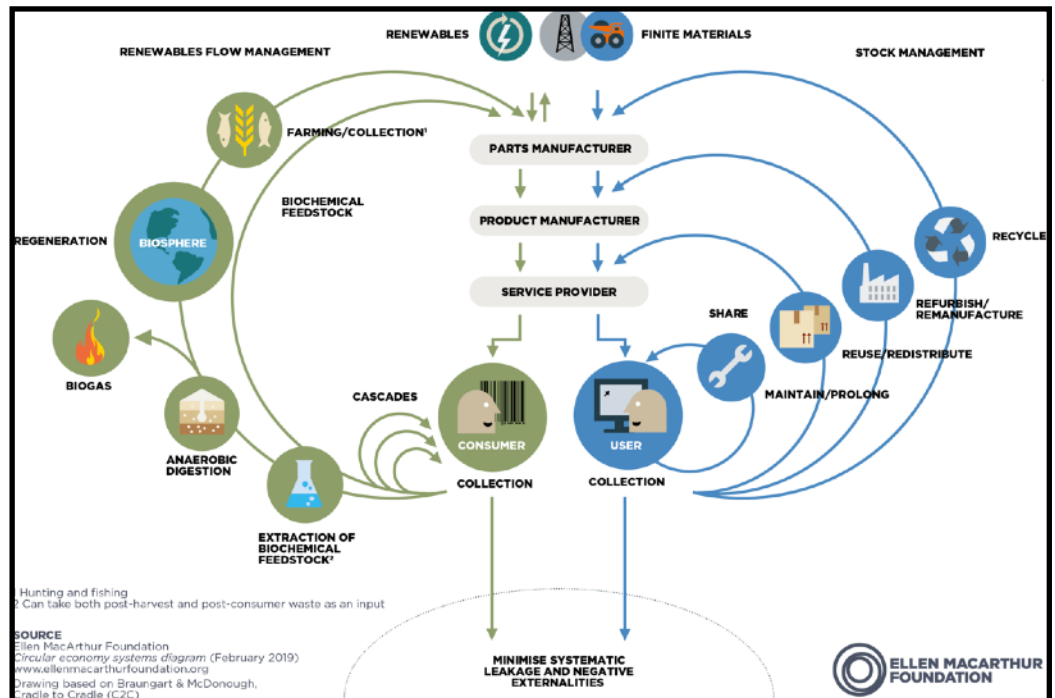 RENEWABLES
FINITE MATERIALS
RENEWABLES FLOW MANAGEMENT
STOCK MANAGEMENT
FARMING/COLLECTION¹
PARTS MANUFACTURER
BIOCHEMICAL
FEEDSTOCK
PRODUCT MANUFACTURER
REGENERATION
BIOSPHERE
RECYCLE
SERVICE PROVIDER
REFURBISH/
REMANUFACTURE
SHARE
REUSE/REDISTRIBUTE
BIOGAS
CASCADES
MAINTAIN/PROLONG
CONSUMER
USER
ANAEROBIC
DIGESTION
COLLECTION
COLLECTION
EXTRACTION OF
BIOCHEMICAL
FEEDSTOCK²
1 Hunting and fishing
2 Can take both post-harvest and post-consumer waste as an input
SOURCE
Ellen MacArthur Foundation
Circular economy systems diagram (February 2019)
www.ellenmacarthurfoundation.org
Drawing based on Braungart & McDonough,
Cradle to Cradle (C2C)
MINIMISE SYSTEMATIC
LEAKAGE AND NEGATIVE
EXTERNALITIES
ELLEN MACARTHUR
FOUNDATION